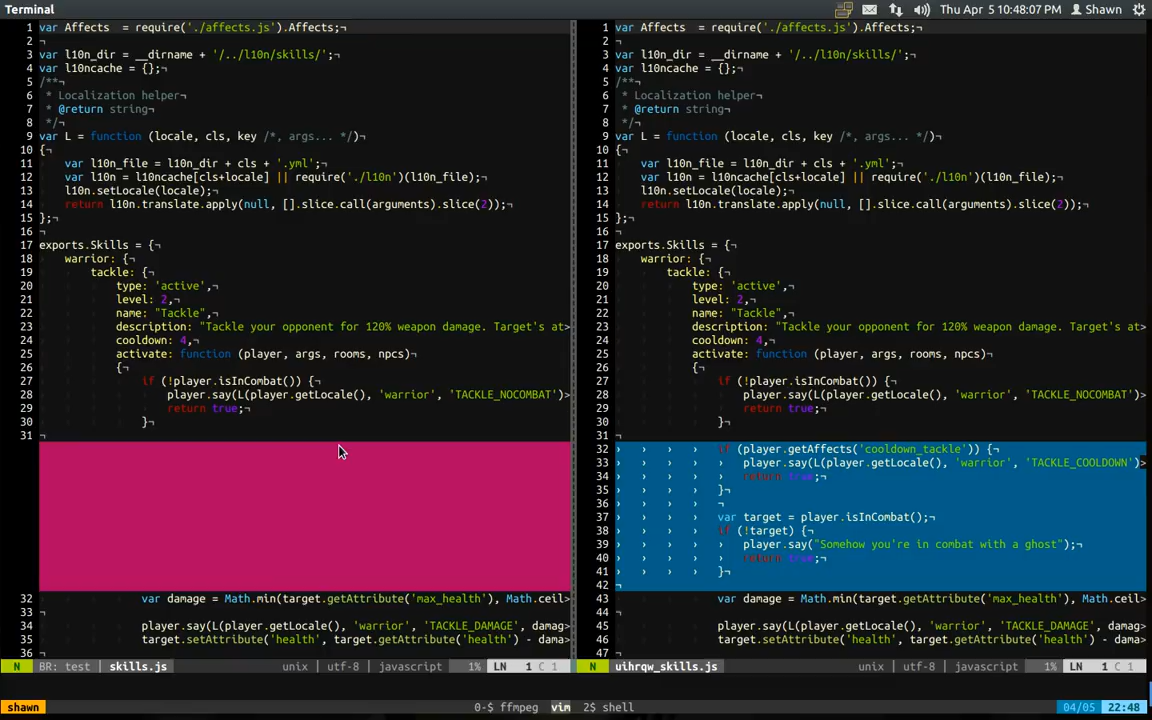 Terminal
Thu Apr 5 10:48:07 PM Shawn
1 var Affects  = require('./affects.js').Affects;¬
2 ¬
3 var l10n_dir = __dirname + '/../l10n/skills/';¬
4 var l10ncache = {};¬
5 /**¬
6  * Localization helper¬
7  * @return string¬
8  */¬
9 var L = function (locale, cls, key /*, args... */)¬
10 {¬
11 var l10n_file = l10n_dir + cls + '.yml';¬
12 var l10n = l10ncache[cls+locale] || require('./l10n')(l10n_file);¬
13 l10n.setLocale(locale);¬
14 return l10n.translate.apply(null, [].slice.call(arguments).slice(2));¬
15 };¬
16 ¬
17 exports.Skills = {¬
18 warrior: {¬
19 tackle: {¬
20 type: 'active',¬
21 level: 2,¬
22 name: "Tackle",¬
23 description: "Tackle your opponent for 120% weapon damage. Target's at>
24 cooldown: 4,¬
25 activate: function (player, args, rooms, npcs)¬
26 {¬
27 if (!player.isInCombat()) {¬
28 player.say(L(player.getLocale(), 'warrior', 'TACKLE_NOCOMBAT')>
29 return true;¬
30 }¬
31 ¬
32 var damage = Math.min(target.getAttribute('max_health'), Math.ceil>
33 ¬
34 player.say(L(player.getLocale(), 'warrior', 'TACKLE_DAMAGE', damag>
35 target.setAttribute('health', target.getAttribute('health') - dama>
36 ¬
N BR: test | skills.js unix | utf-8 | javascript 1% LN 1 C 1
1 var Affects  = require('./affects.js').Affects;¬
2 ¬
3 var l10n_dir = __dirname + '/../l10n/skills/';¬
4 var l10ncache = {};¬
5 /**¬
6  * Localization helper¬
7  * @return string¬
8  */¬
9 var L = function (locale, cls, key /*, args... */)¬
10 {¬
11 var l10n_file = l10n_dir + cls + '.yml';¬
12 var l10n = l10ncache[cls+locale] || require('./l10n')(l10n_file);¬
13 l10n.setLocale(locale);¬
14 return l10n.translate.apply(null, [].slice.call(arguments).slice(2));¬
15 };¬
16 ¬
17 exports.Skills = {¬
18 warrior: {¬
19 tackle: {¬
20 type: 'active',¬
21 level: 2,¬
22 name: "Tackle",¬
23 description: "Tackle your opponent for 120% weapon damage. Target's at>
24 cooldown: 4,¬
25 activate: function (player, args, rooms, npcs)¬
26 {¬
27 if (!player.isInCombat()) {¬
28 player.say(L(player.getLocale(), 'warrior', 'TACKLE_NOCOMBAT')>
29 return true;¬
30 }¬
31 ¬
32 › › › › if (player.getAffects('cooldown_tackle')) {¬
33 › › › › › player.say(L(player.getLocale(), 'warrior', 'TACKLE_COOLDOWN')>
34 › › › › › return true;¬
35 › › › › }¬
36 › › › › ¬
37 › › › › var target = player.isInCombat();¬
38 › › › › if (!target) {¬
39 › › › › › player.say("Somehow you're in combat with a ghost");¬
40 › › › › › return true;¬
41 › › › › }¬
42 ¬
43 var damage = Math.min(target.getAttribute('max_health'), Math.ceil>
44 ¬
45 player.say(L(player.getLocale(), 'warrior', 'TACKLE_DAMAGE', damag>
46 target.setAttribute('health', target.getAttribute('health') - dama>
47 ¬
N uihrqw_skills.js unix | utf-8 | javascript 1% LN 1 C 1
shawn 0-$ ffmpeg vim 2$ shell 04/05 22:48